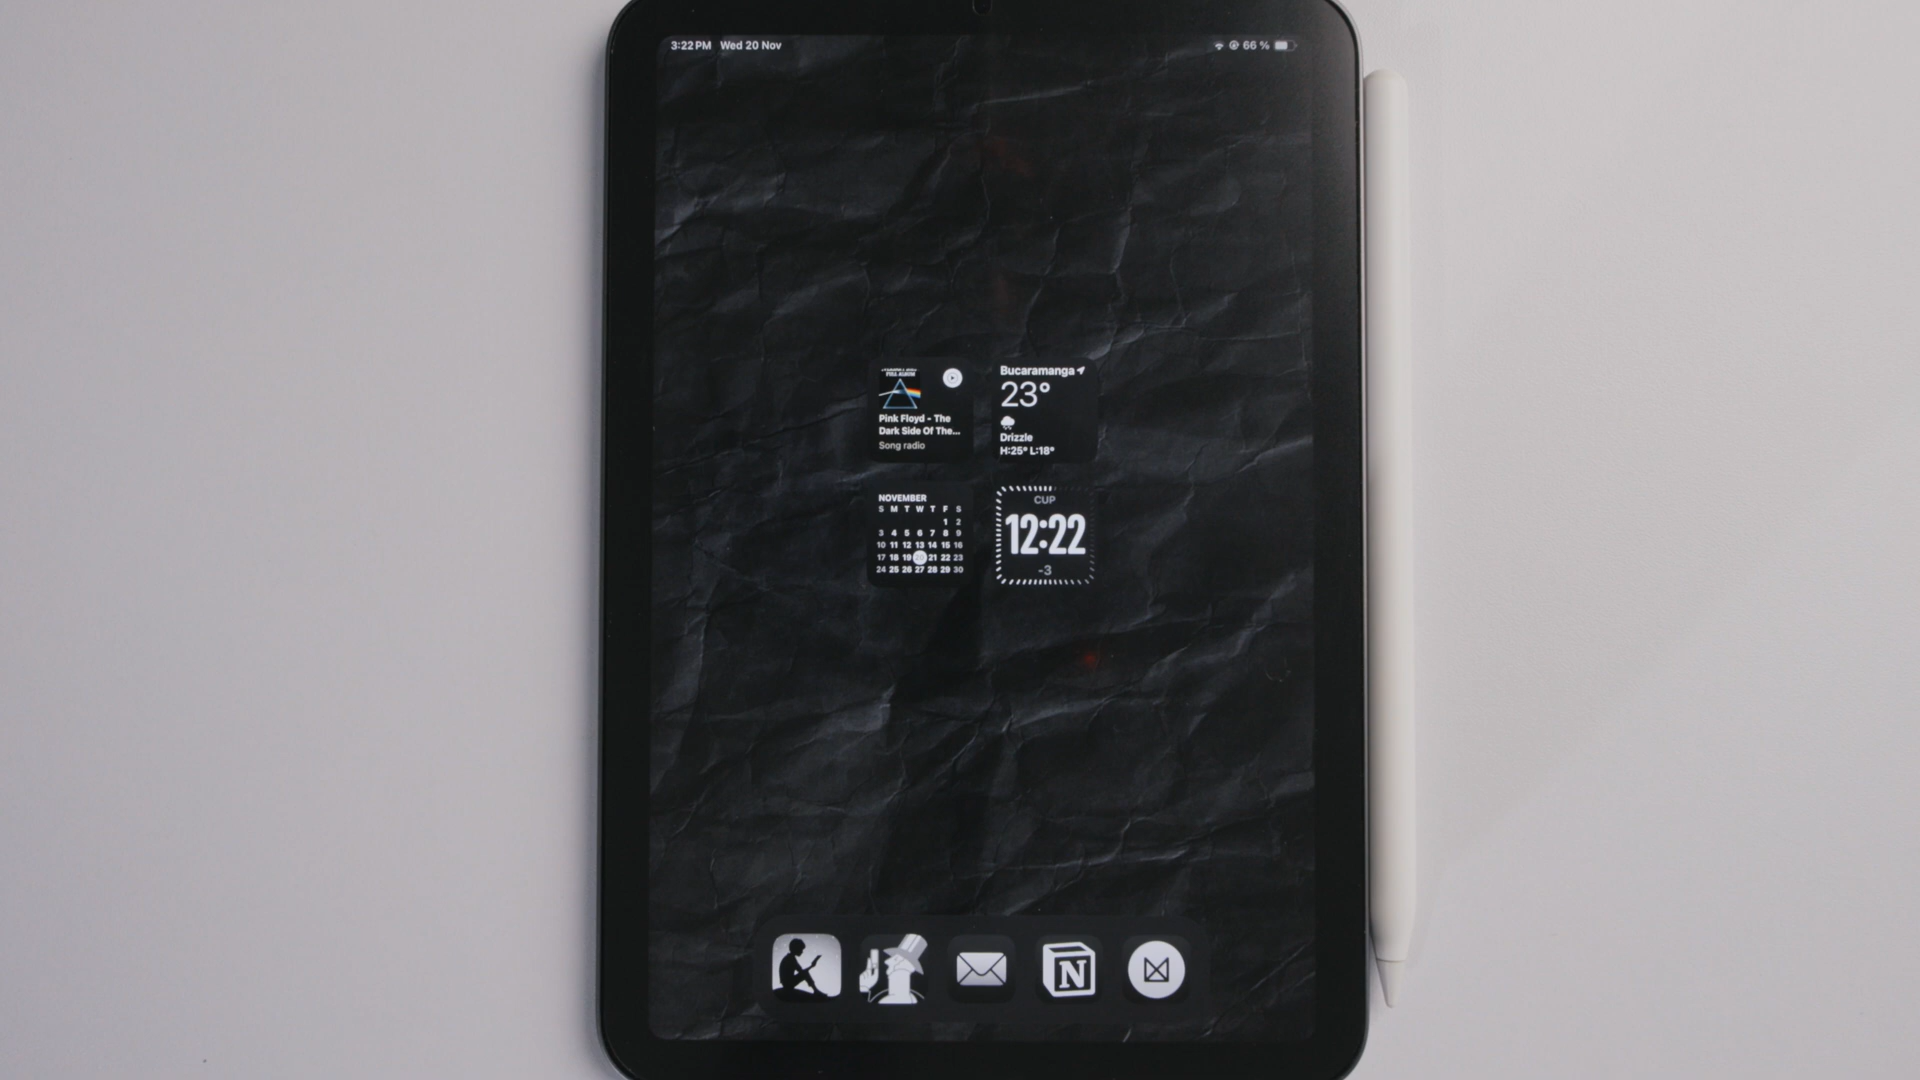 3:22 PM Wed 20 Nov
66 %
FULL ALBUM
Pink Floyd - The
Dark Side Of The...
Song radio
Bucaramanga
23°
Drizzle
H:25° L:18°
NOVEMBER
S M T W T F S
1 2
3 4 5 6 7 8 9
10 11 12 13 14 15 16
17 18 19 20 21 22 23
24 25 26 27 28 29 30
CUP
12:22
-3
N